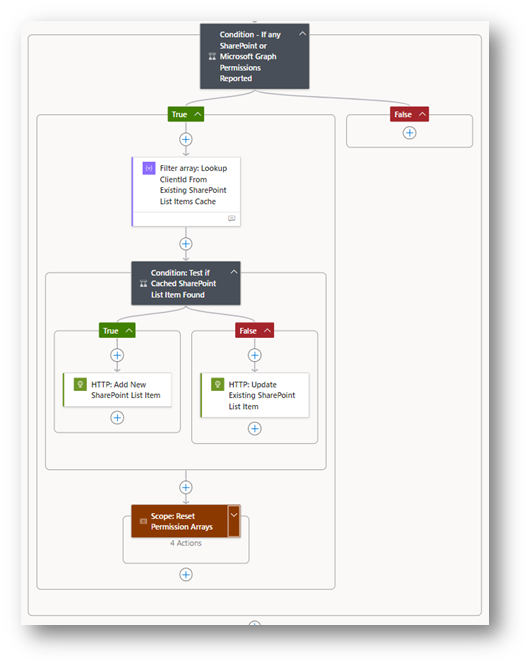 Condition - If any
SharePoint or
Microsoft Graph
Permissions
Reported
True
False
Filter array: Lookup
ClientId From
Existing SharePoint
List Items Cache
Condition: Test if
Cached SharePoint
List Item Found
True
False
HTTP: Add New
SharePoint List Item
HTTP: Update
Existing SharePoint
List Item
Scope: Reset
Permission Arrays
4 Actions